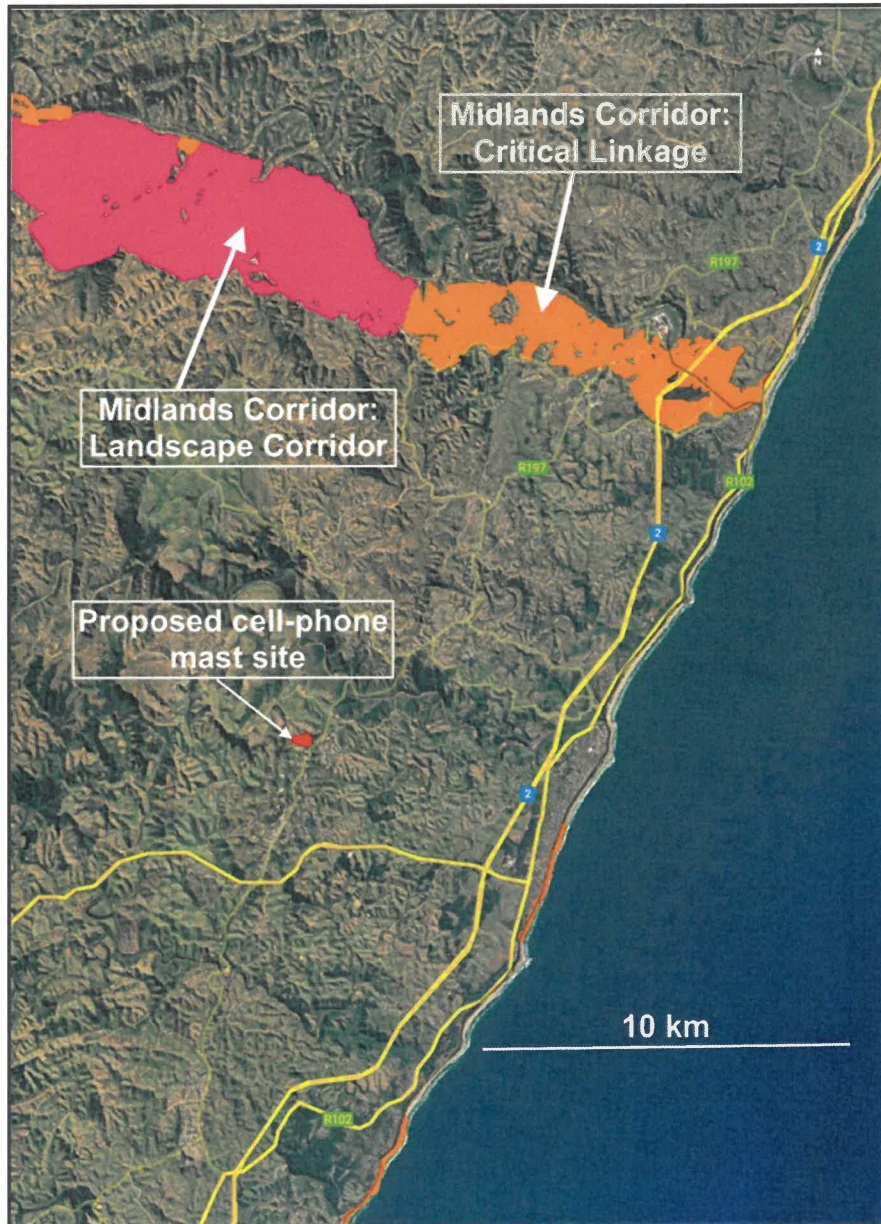 N
Midlands Corridor:
Critical Linkage
2
R197
Midlands Corridor:
Landscape Corridor
R197
R102
2
Proposed cell-phone
mast site
2
10 km
R102